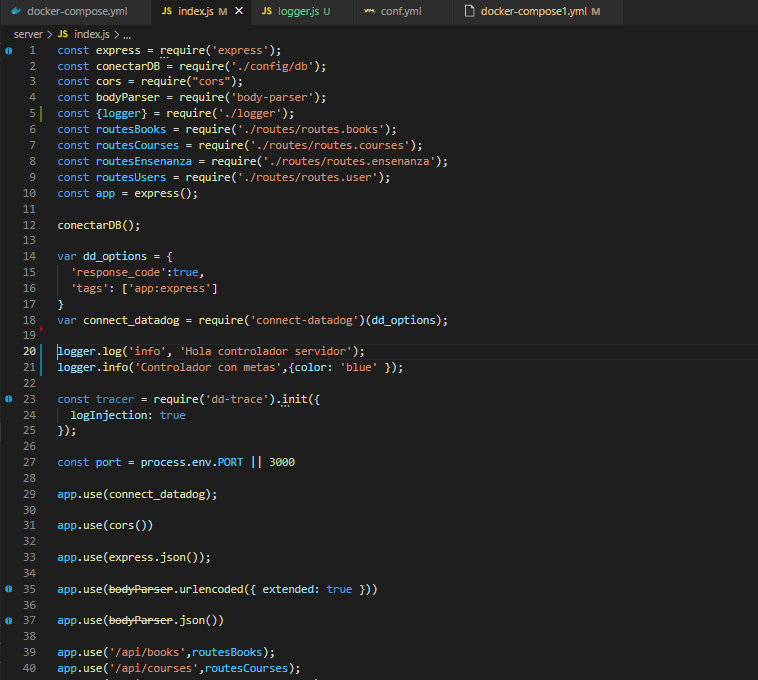 docker-compose.yml JS index.js M × JS logger.js U YML conf.yml docker-compose1.yml M
server > JS index.js > ...
1 const express = require('express');
2 const conectarDB = require('./config/db');
3 const cors = require("cors");
4 const bodyParser = require('body-parser');
5 const {logger} = require('./logger');
6 const routesBooks = require('./routes/routes.books');
7 const routesCourses = require('./routes/routes.courses');
8 const routesEnsenanza = require('./routes/routes.ensenanza');
9 const routesUsers = require('./routes/routes.user');
10 const app = express();
11
12 conectarDB();
13
14 var dd_options = {
15 'response_code':true,
16 'tags': ['app:express']
17 }
18 var connect_datadog = require('connect-datadog')(dd_options);
19
20 logger.log('info', 'Hola controlador servidor');
21 logger.info('Controlador con metas',{color: 'blue' });
22
23 const tracer = require('dd-trace').init({
24 logInjection: true
25 });
26
27 const port = process.env.PORT || 3000
28
29 app.use(connect_datadog);
30
31 app.use(cors())
32
33 app.use(express.json());
34
35 app.use(bodyParser.urlencoded({ extended: true }))
36
37 app.use(bodyParser.json())
38
39 app.use('/api/books',routesBooks);
40 app.use('/api/courses',routesCourses);